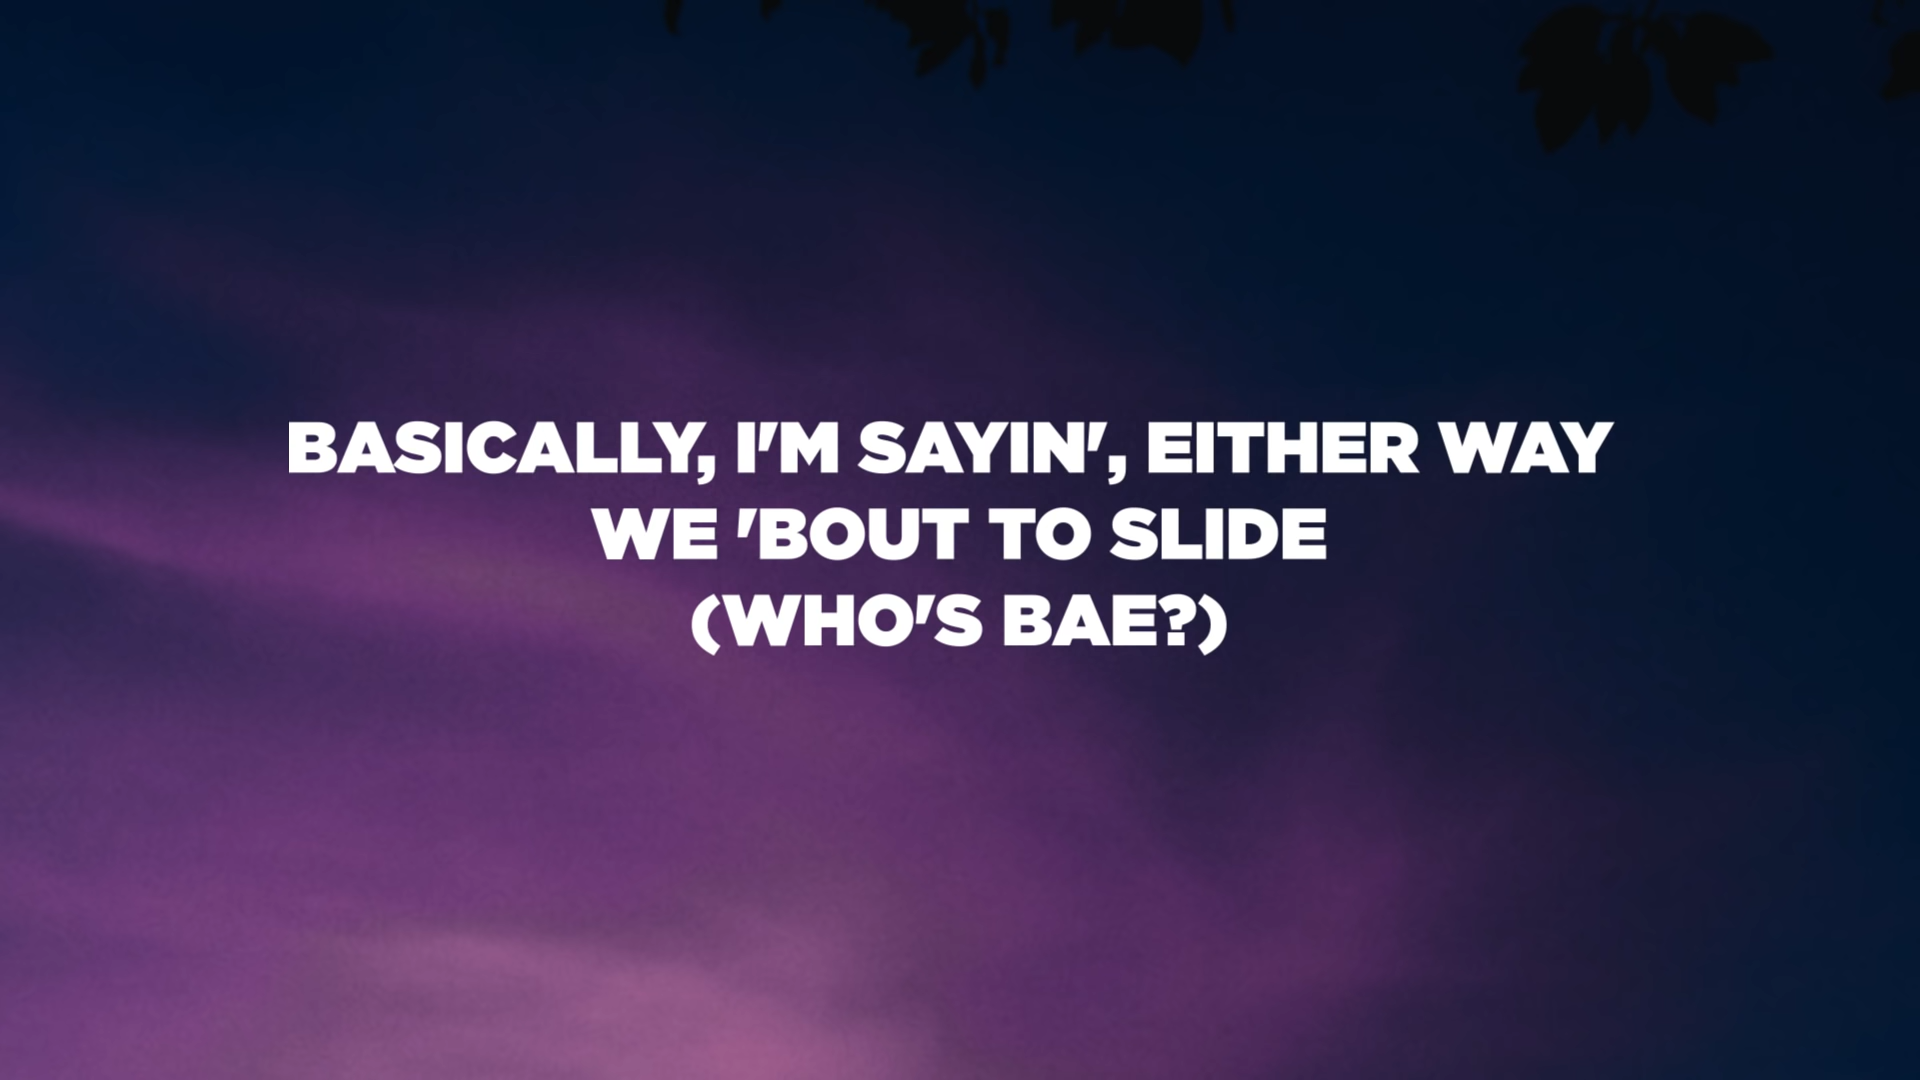 BASICALLY, I'M SAYIN', EITHER WAY
WE 'BOUT TO SLIDE
(WHO'S BAE?)